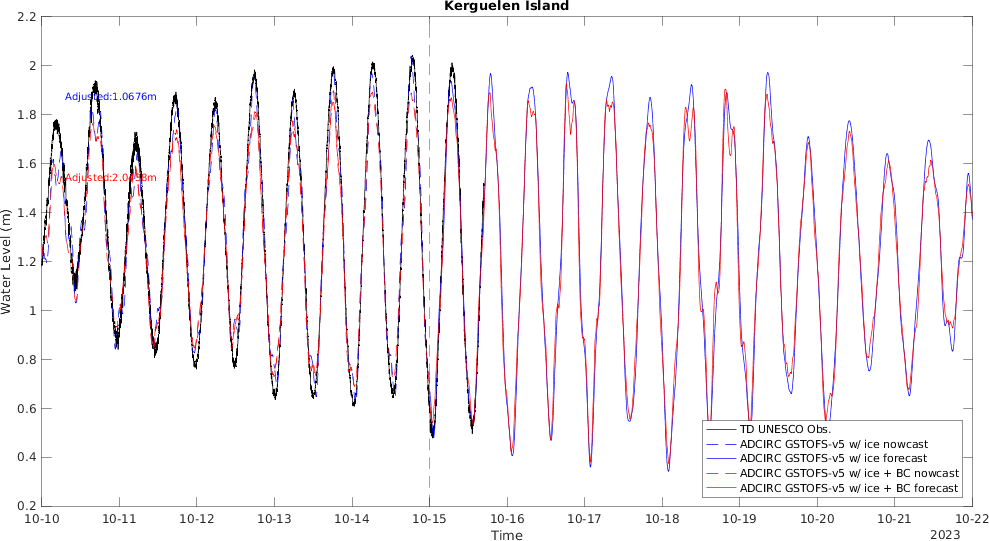 Kerguelen Island
2.2
2
1.8
1.6
1.4
1.2
1
0.8
0.6
0.4
0.2
Water Level (m)
Adjusted:1.0676m
TD UNESCO Obs.
ADCIRC GSTOFS-v5 w/ ice nowcast
ADCIRC GSTOFS-v5 w/ ice forecast
ADCIRC GSTOFS-v5 w/ ice + BC nowcast
ADCIRC GSTOFS-v5 w/ ice + BC forecast
10-10 10-11 10-12 10-13 10-14 10-15 10-16 10-17 10-18 10-19 10-20 10-21 10-22
Time
2023